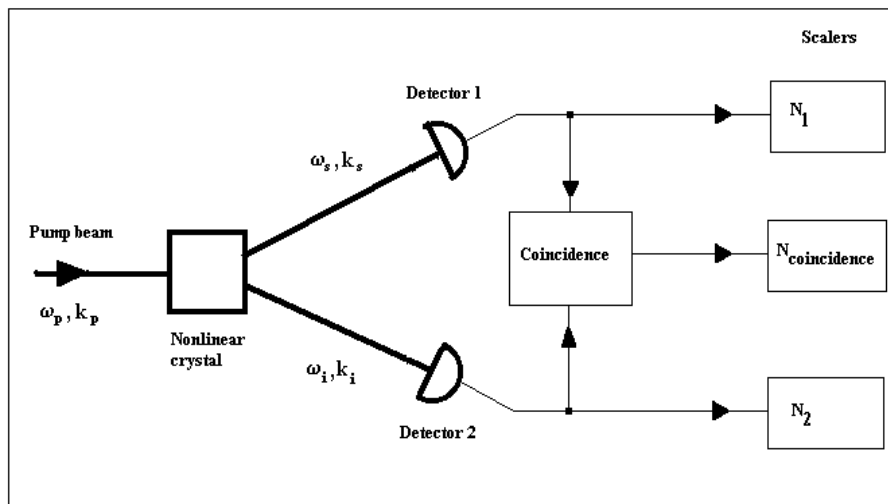 Scalers
Detector 1
N1
ωs,ks
Pump beam
Coincidence
Ncoincidence
ωp,kp
Nonlinear
crystal
ωi,ki
Detector 2
N2